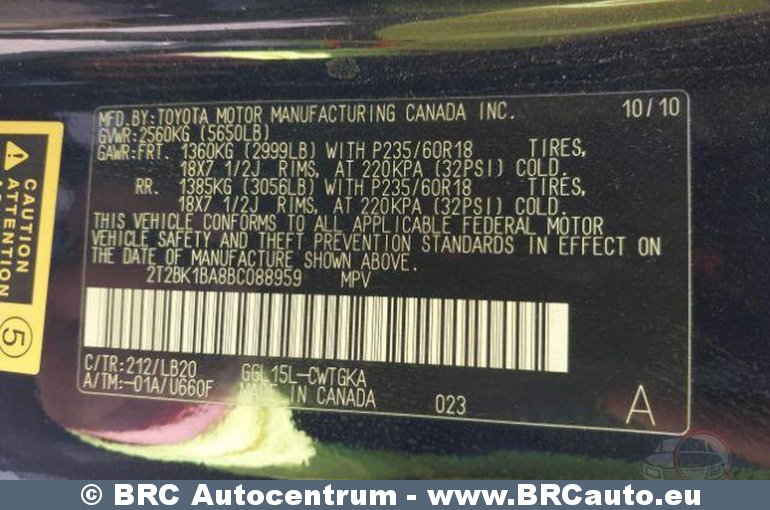 MFD.BY:TOYOTA MOTOR MANUFACTURING CANADA INC. 10/10
GVWR:2560KG (5650LB)
GAWR:FRT. 1360KG (2999LB) WITH P235/60R18 TIRES,
18X7 1/2J RIMS, AT 220KPA (32PSI) COLD.
RR. 1385KG (3056LB) WITH P235/60R18 TIRES,
18X7 1/2J RIMS, AT 220KPA (32PSI) COLD.
THIS VEHICLE CONFORMS TO ALL APPLICABLE FEDERAL MOTOR
VEHICLE SAFETY AND THEFT PREVENTION STANDARDS IN EFFECT ON
THE DATE OF MANUFACTURE SHOWN ABOVE.
2T2BK1BA8BC088959 MPV
C/TR:212/LB20 GGL15L-CWTGKA
A/TM:-01A/U660F MADE IN CANADA 023 A
CAUTION
ATTENTION
5
© BRC Autocentrum - www.BRCauto.eu